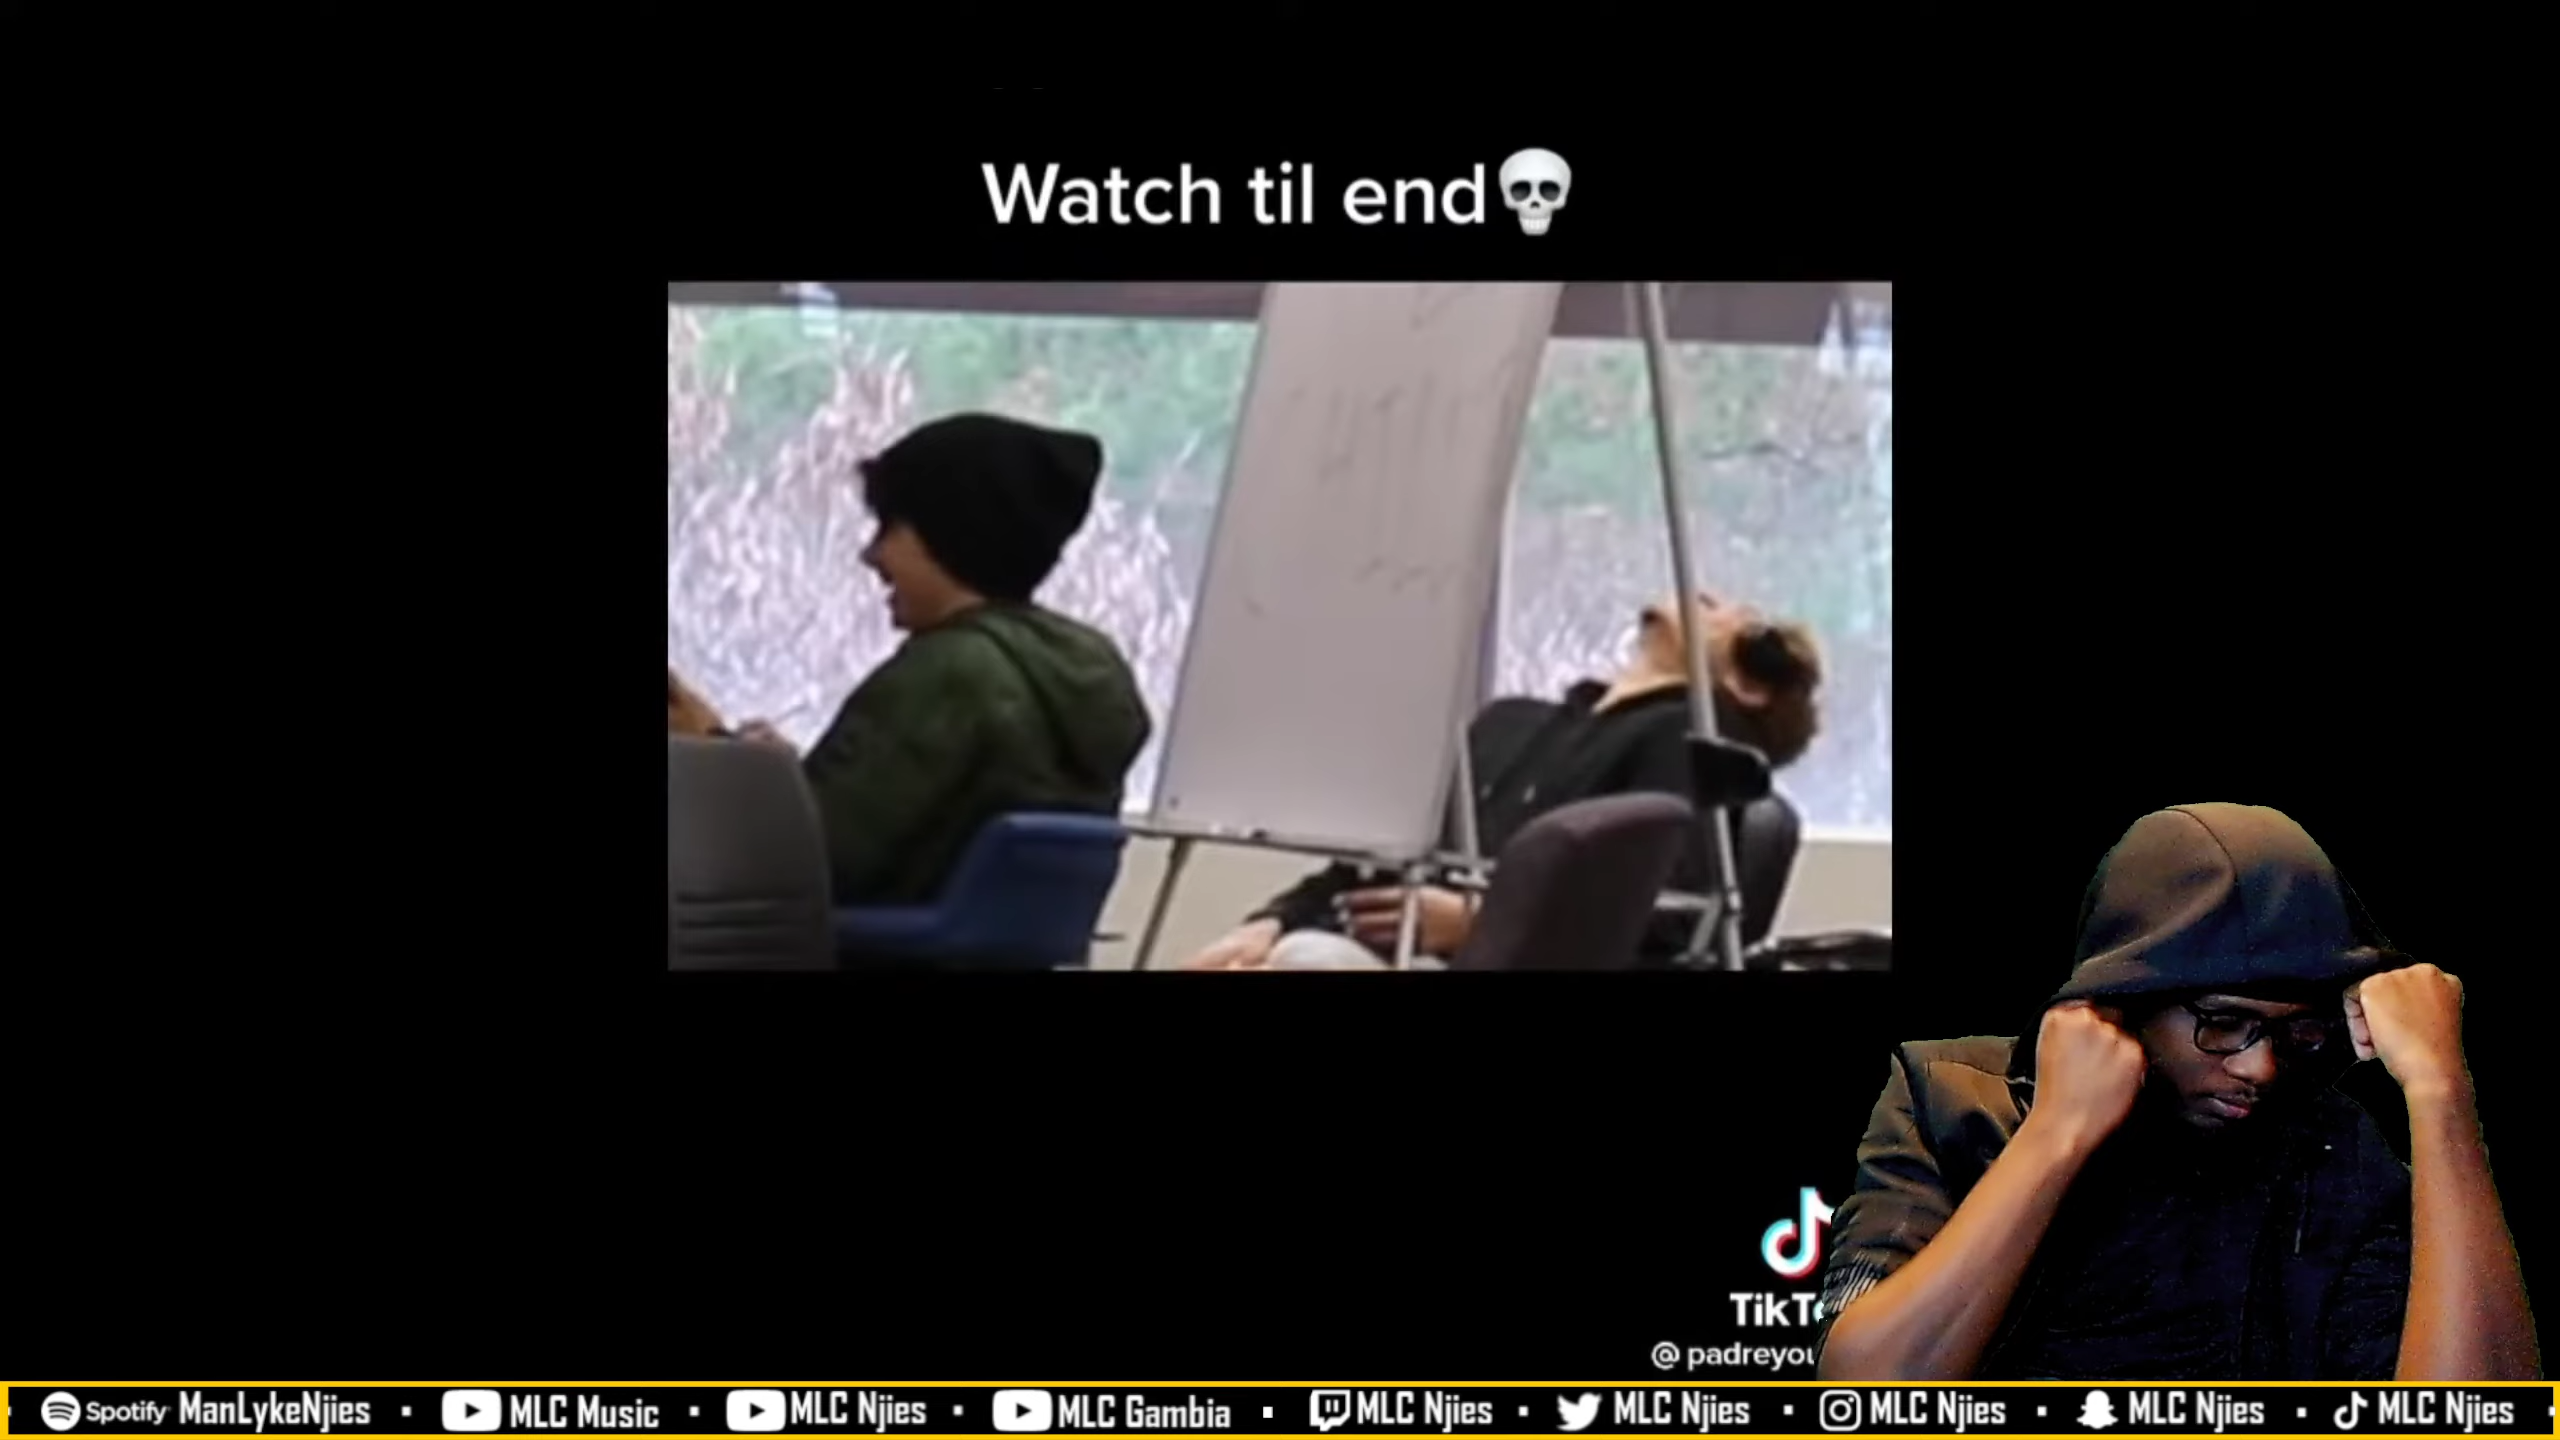 Watch til end💀
TikTo
@padreyou
Spotify ManLykeNjies · MLC Music · MLC Njies · MLC Gambia · MLC Njies · MLC Njies · MLC Njies · MLC Njies · MLC Njies